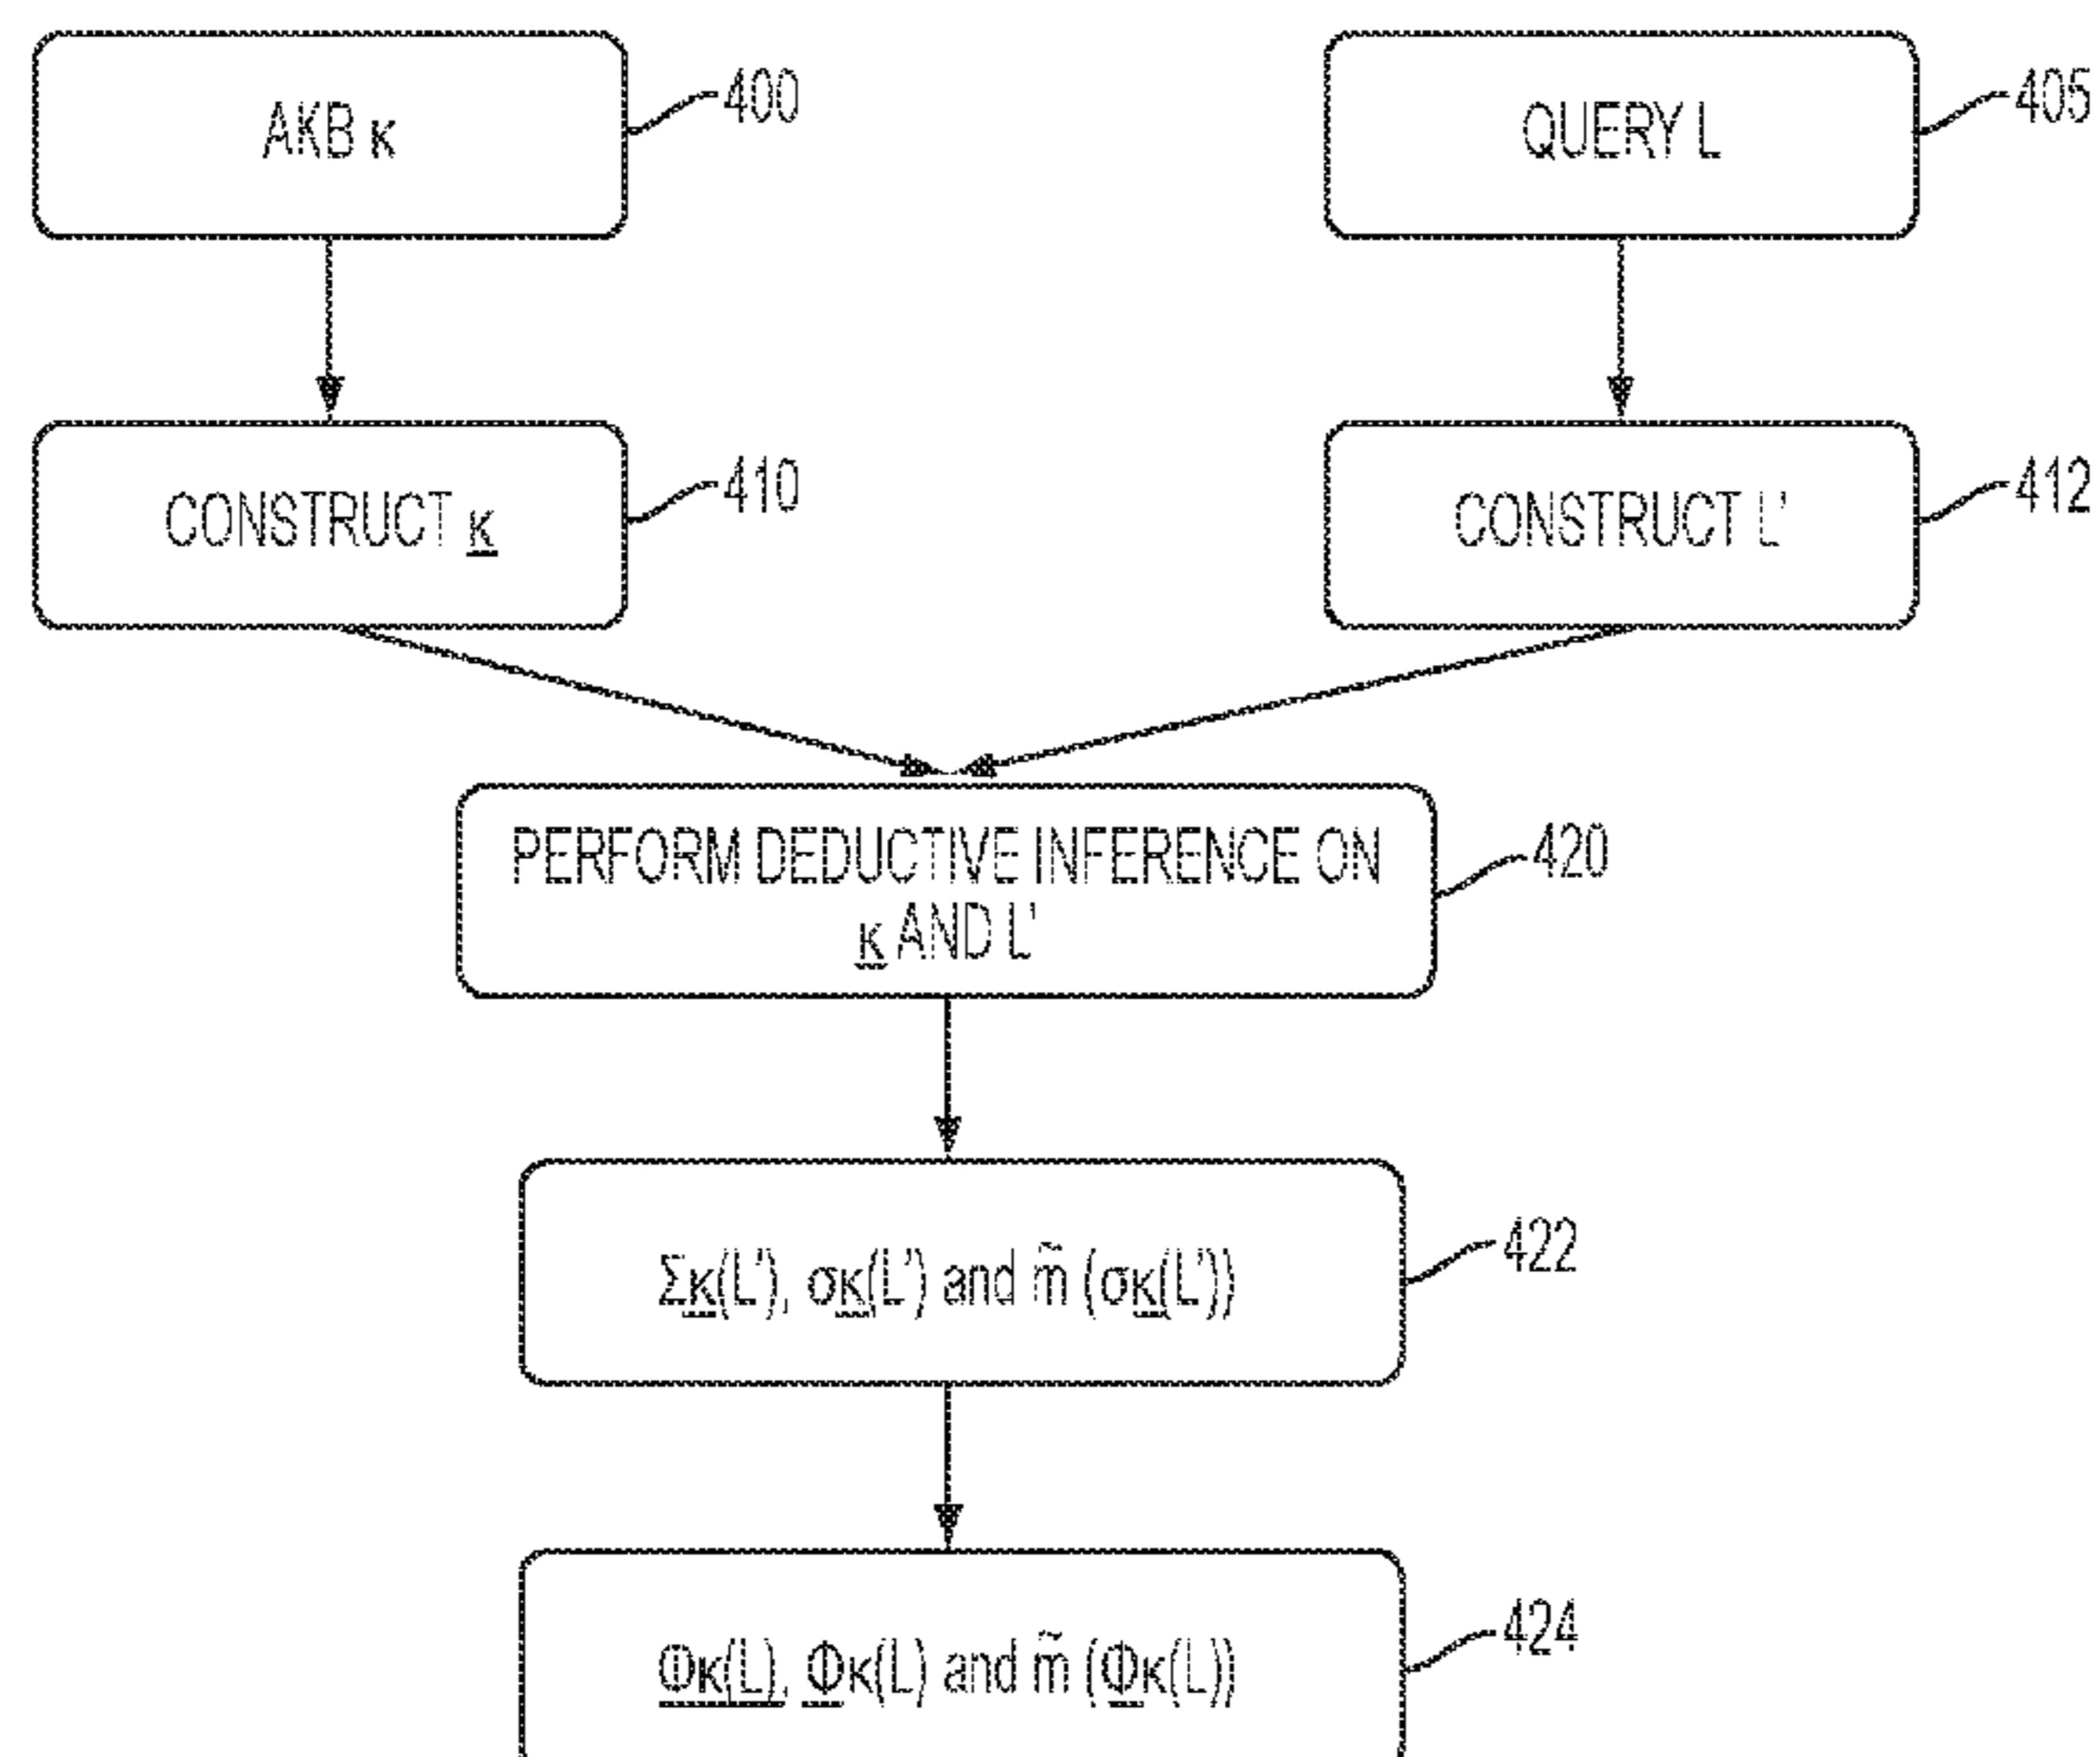 AKB κ
400
QUERY L
405
CONSTRUCT κ
410
CONSTRUCT L'
412
PERFORM DEDUCTIVE INFERENCE ON
κ AND L'
420
Σκ(L'), σκ(L') and m̃ (σκ(L'))
422
Φκ(L), Φκ(L) and m̃ (Φκ(L))
424